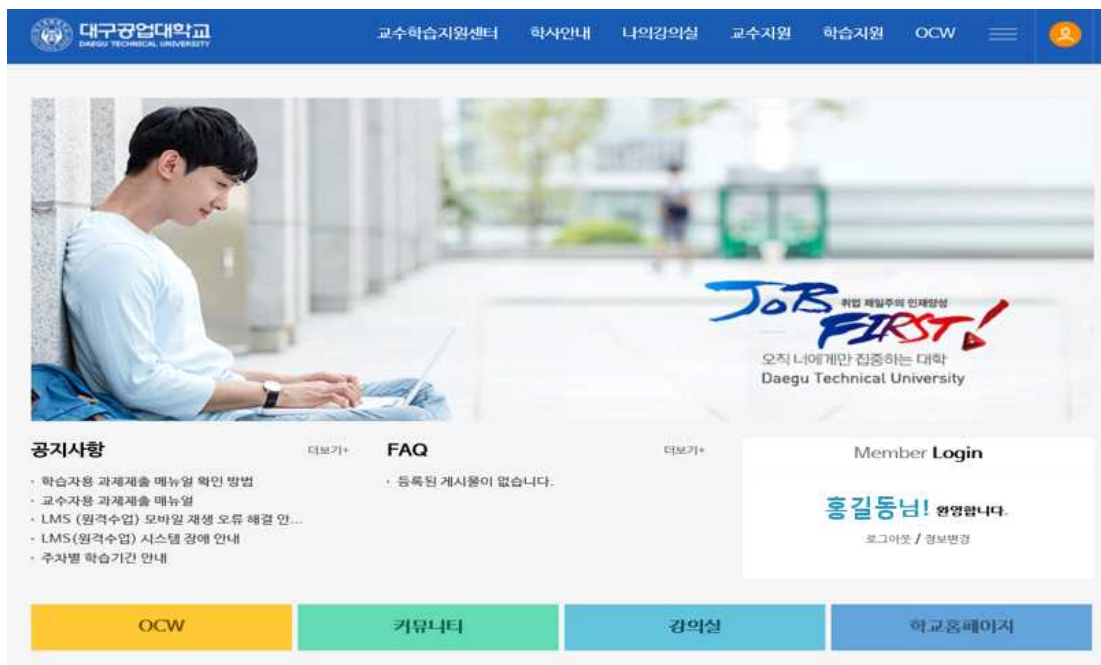 대구공업대학교
DAEGU TECHNICAL UNIVERSITY
교수학습지원센터 학사안내 나의강의실 교수지원 학습지원 OCW
JOB 취업 제일주의 인재양성
FIRST!
오직 너에게만 집중하는 대학
Daegu Technical University
공지사항 더보기+
· 학습자용 과제제출 메뉴얼 확인 방법
· 교수자용 과제제출 메뉴얼
· LMS (원격수업) 모바일 재생 오류 해결 안...
· LMS(원격수업) 시스템 장애 안내
· 주차별 학습기간 안내
FAQ 더보기+
· 등록된 게시물이 없습니다.
Member Login
홍길동님! 환영합니다.
로그아웃 / 정보변경
OCW 커뮤니티 강의실 학교홈페이지